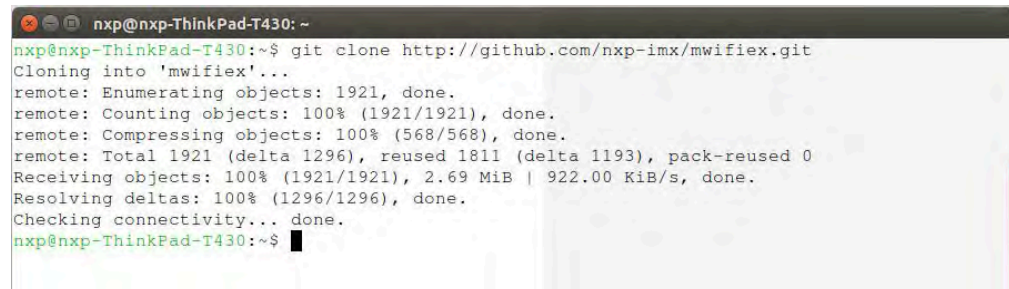 nxp@nxp-ThinkPad-T430: ~
nxp@nxp-ThinkPad-T430:~$ git clone http://github.com/nxp-imx/mwifiex.git
Cloning into 'mwifiex'...
remote: Enumerating objects: 1921, done.
remote: Counting objects: 100% (1921/1921), done.
remote: Compressing objects: 100% (568/568), done.
remote: Total 1921 (delta 1296), reused 1811 (delta 1193), pack-reused 0
Receiving objects: 100% (1921/1921), 2.69 MiB | 922.00 KiB/s, done.
Resolving deltas: 100% (1296/1296), done.
Checking connectivity... done.
nxp@nxp-ThinkPad-T430:~$